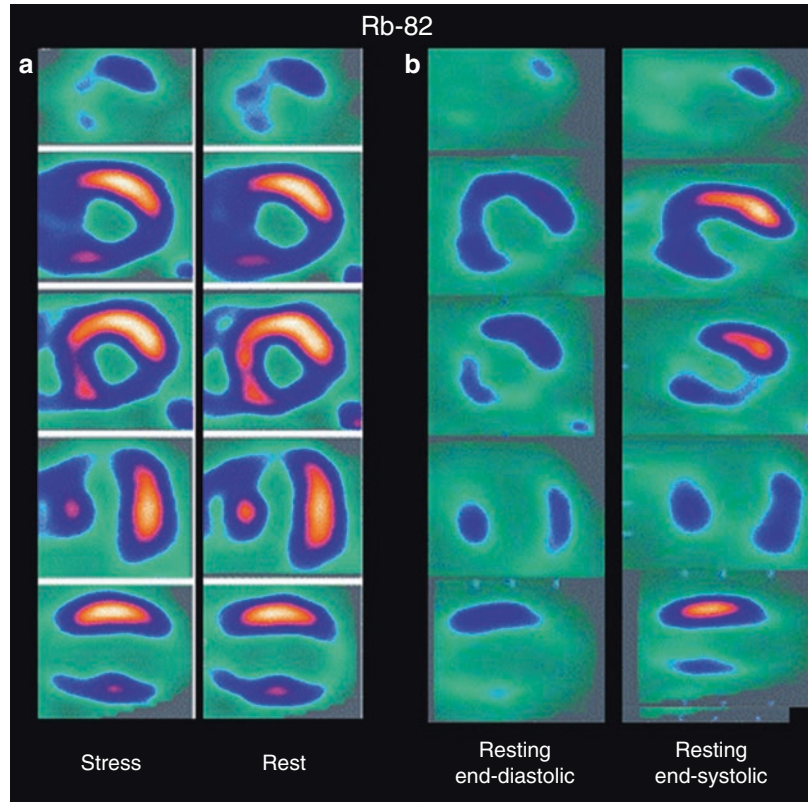 Rb-82
a
b
Stress
Rest
Resting
end-diastolic
Resting
end-systolic